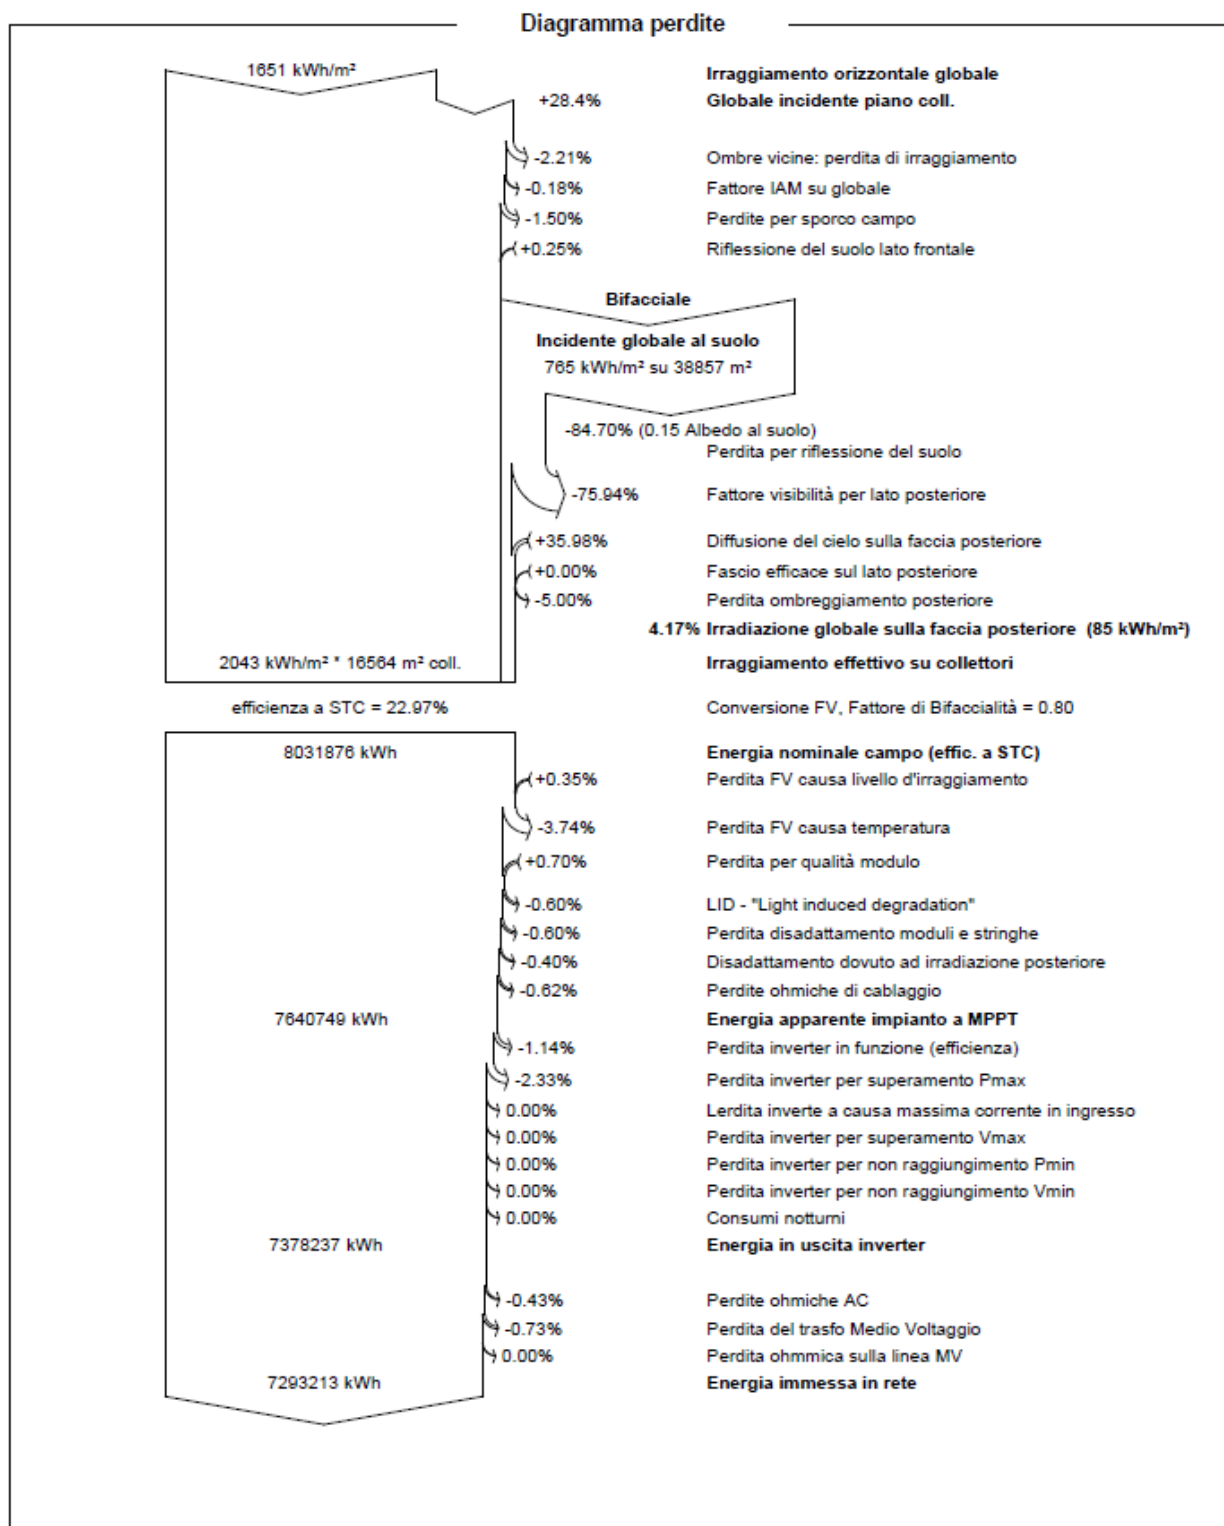 Diagramma perdite
1651 kWh/m² Irraggiamento orizzontale globale
+28.4% Globale incidente piano coll.
-2.21% Ombre vicine: perdita di irraggiamento
-0.18% Fattore IAM su globale
-1.50% Perdite per sporco campo
+0.25% Riflessione del suolo lato frontale
Bifacciale
Incidente globale al suolo
765 kWh/m² su 38857 m²
-84.70% (0.15 Albedo al suolo)
Perdita per riflessione del suolo
-75.94% Fattore visibilità per lato posteriore
+35.98% Diffusione del cielo sulla faccia posteriore
+0.00% Fascio efficace sul lato posteriore
-5.00% Perdita ombreggiamento posteriore
4.17% Irradiazione globale sulla faccia posteriore (85 kWh/m²)
2043 kWh/m² * 16564 m² coll. Irraggiamento effettivo su collettori
efficienza a STC = 22.97% Conversione FV, Fattore di Bifaccialità = 0.80
8031876 kWh Energia nominale campo (effic. a STC)
+0.35% Perdita FV causa livello d'irraggiamento
-3.74% Perdita FV causa temperatura
+0.70% Perdita per qualità modulo
-0.60% LID - "Light induced degradation"
-0.60% Perdita disadattamento moduli e stringhe
-0.40% Disadattamento dovuto ad irradiazione posteriore
-0.62% Perdite ohmiche di cablaggio
7640749 kWh Energia apparente impianto a MPPT
-1.14% Perdita inverter in funzione (efficienza)
-2.33% Perdita inverter per superamento Pmax
0.00% Lerdita inverte a causa massima corrente in ingresso
0.00% Perdita inverter per superamento Vmax
0.00% Perdita inverter per non raggiungimento Pmin
0.00% Perdita inverter per non raggiungimento Vmin
0.00% Consumi notturni
7378237 kWh Energia in uscita inverter
-0.43% Perdite ohmiche AC
-0.73% Perdita del trasfo Medio Voltaggio
0.00% Perdita ohmmica sulla linea MV
7293213 kWh Energia immessa in rete